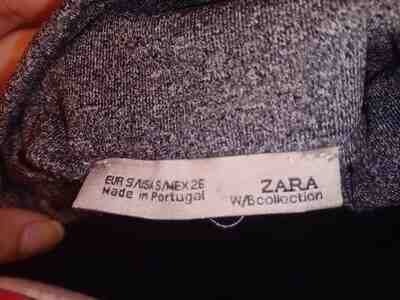 EUR S/USA S/MEX 26
Made in Portugal
ZARA
W/B collection